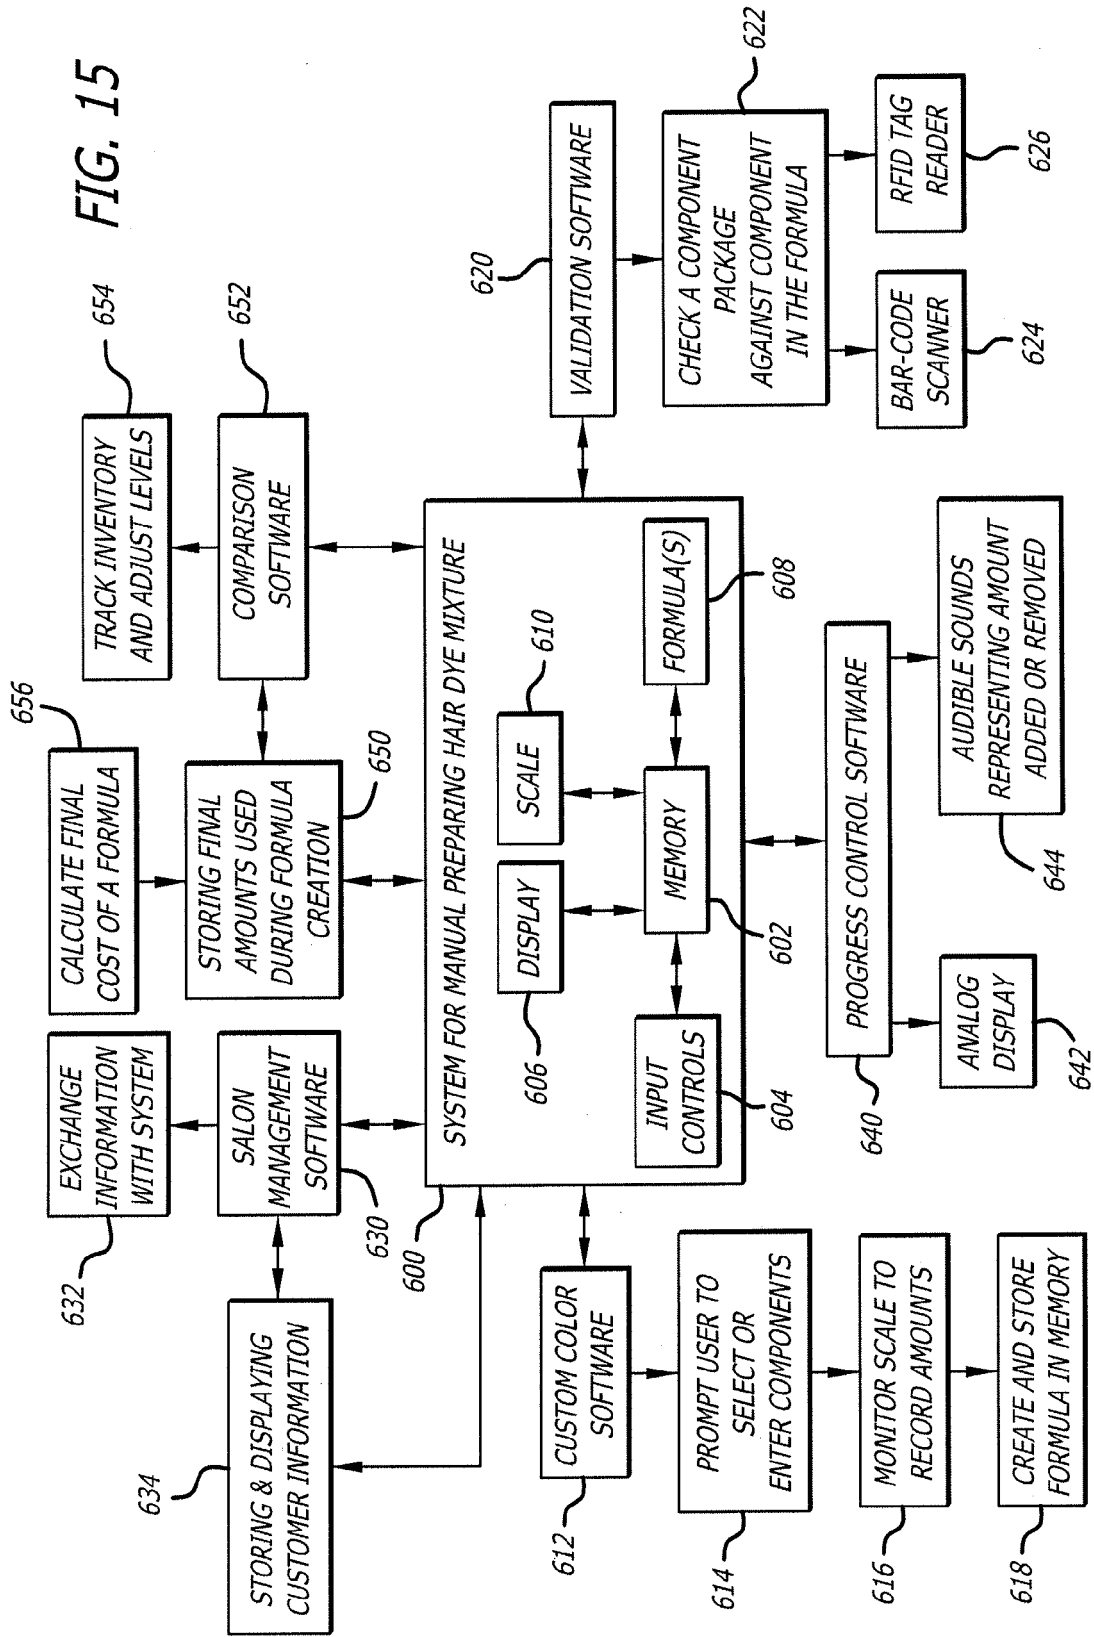 FIG. 15
656
654
CALCULATE FINAL
COST OF A FORMULA
TRACK INVENTORY
AND ADJUST LEVELS
EXCHANGE
INFORMATION
WITH SYSTEM
632
652
COMPARISON
SOFTWARE
STORING FINAL
AMOUNTS USED
DURING FORMULA
CREATION
650
SALON
MANAGEMENT
SOFTWARE
630
634
STORING & DISPLAYING
CUSTOMER INFORMATION
600
SYSTEM FOR MANUAL PREPARING HAIR DYE MIXTURE
606
DISPLAY
SCALE
610
INPUT
CONTROLS
604
MEMORY
602
FORMULA(S)
608
620
VALIDATION SOFTWARE
622
CHECK A COMPONENT
PACKAGE
AGAINST COMPONENT
IN THE FORMULA
BAR-CODE
SCANNER
624
RFID TAG
READER
626
612
CUSTOM COLOR
SOFTWARE
614
PROMPT USER TO
SELECT OR
ENTER COMPONENTS
616
MONITOR SCALE TO
RECORD AMOUNTS
618
CREATE AND STORE
FORMULA IN MEMORY
640
PROGRESS CONTROL SOFTWARE
ANALOG
DISPLAY
642
AUDIBLE SOUNDS
REPRESENTING AMOUNT
ADDED OR REMOVED
644